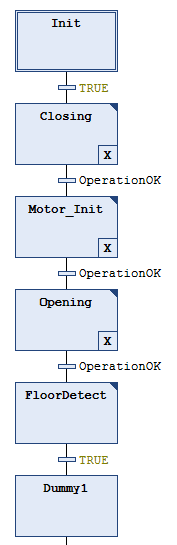 Init
TRUE
Closing
X
OperationOK
Motor_Init
X
OperationOK
Opening
X
OperationOK
FloorDetect
TRUE
Dummy1